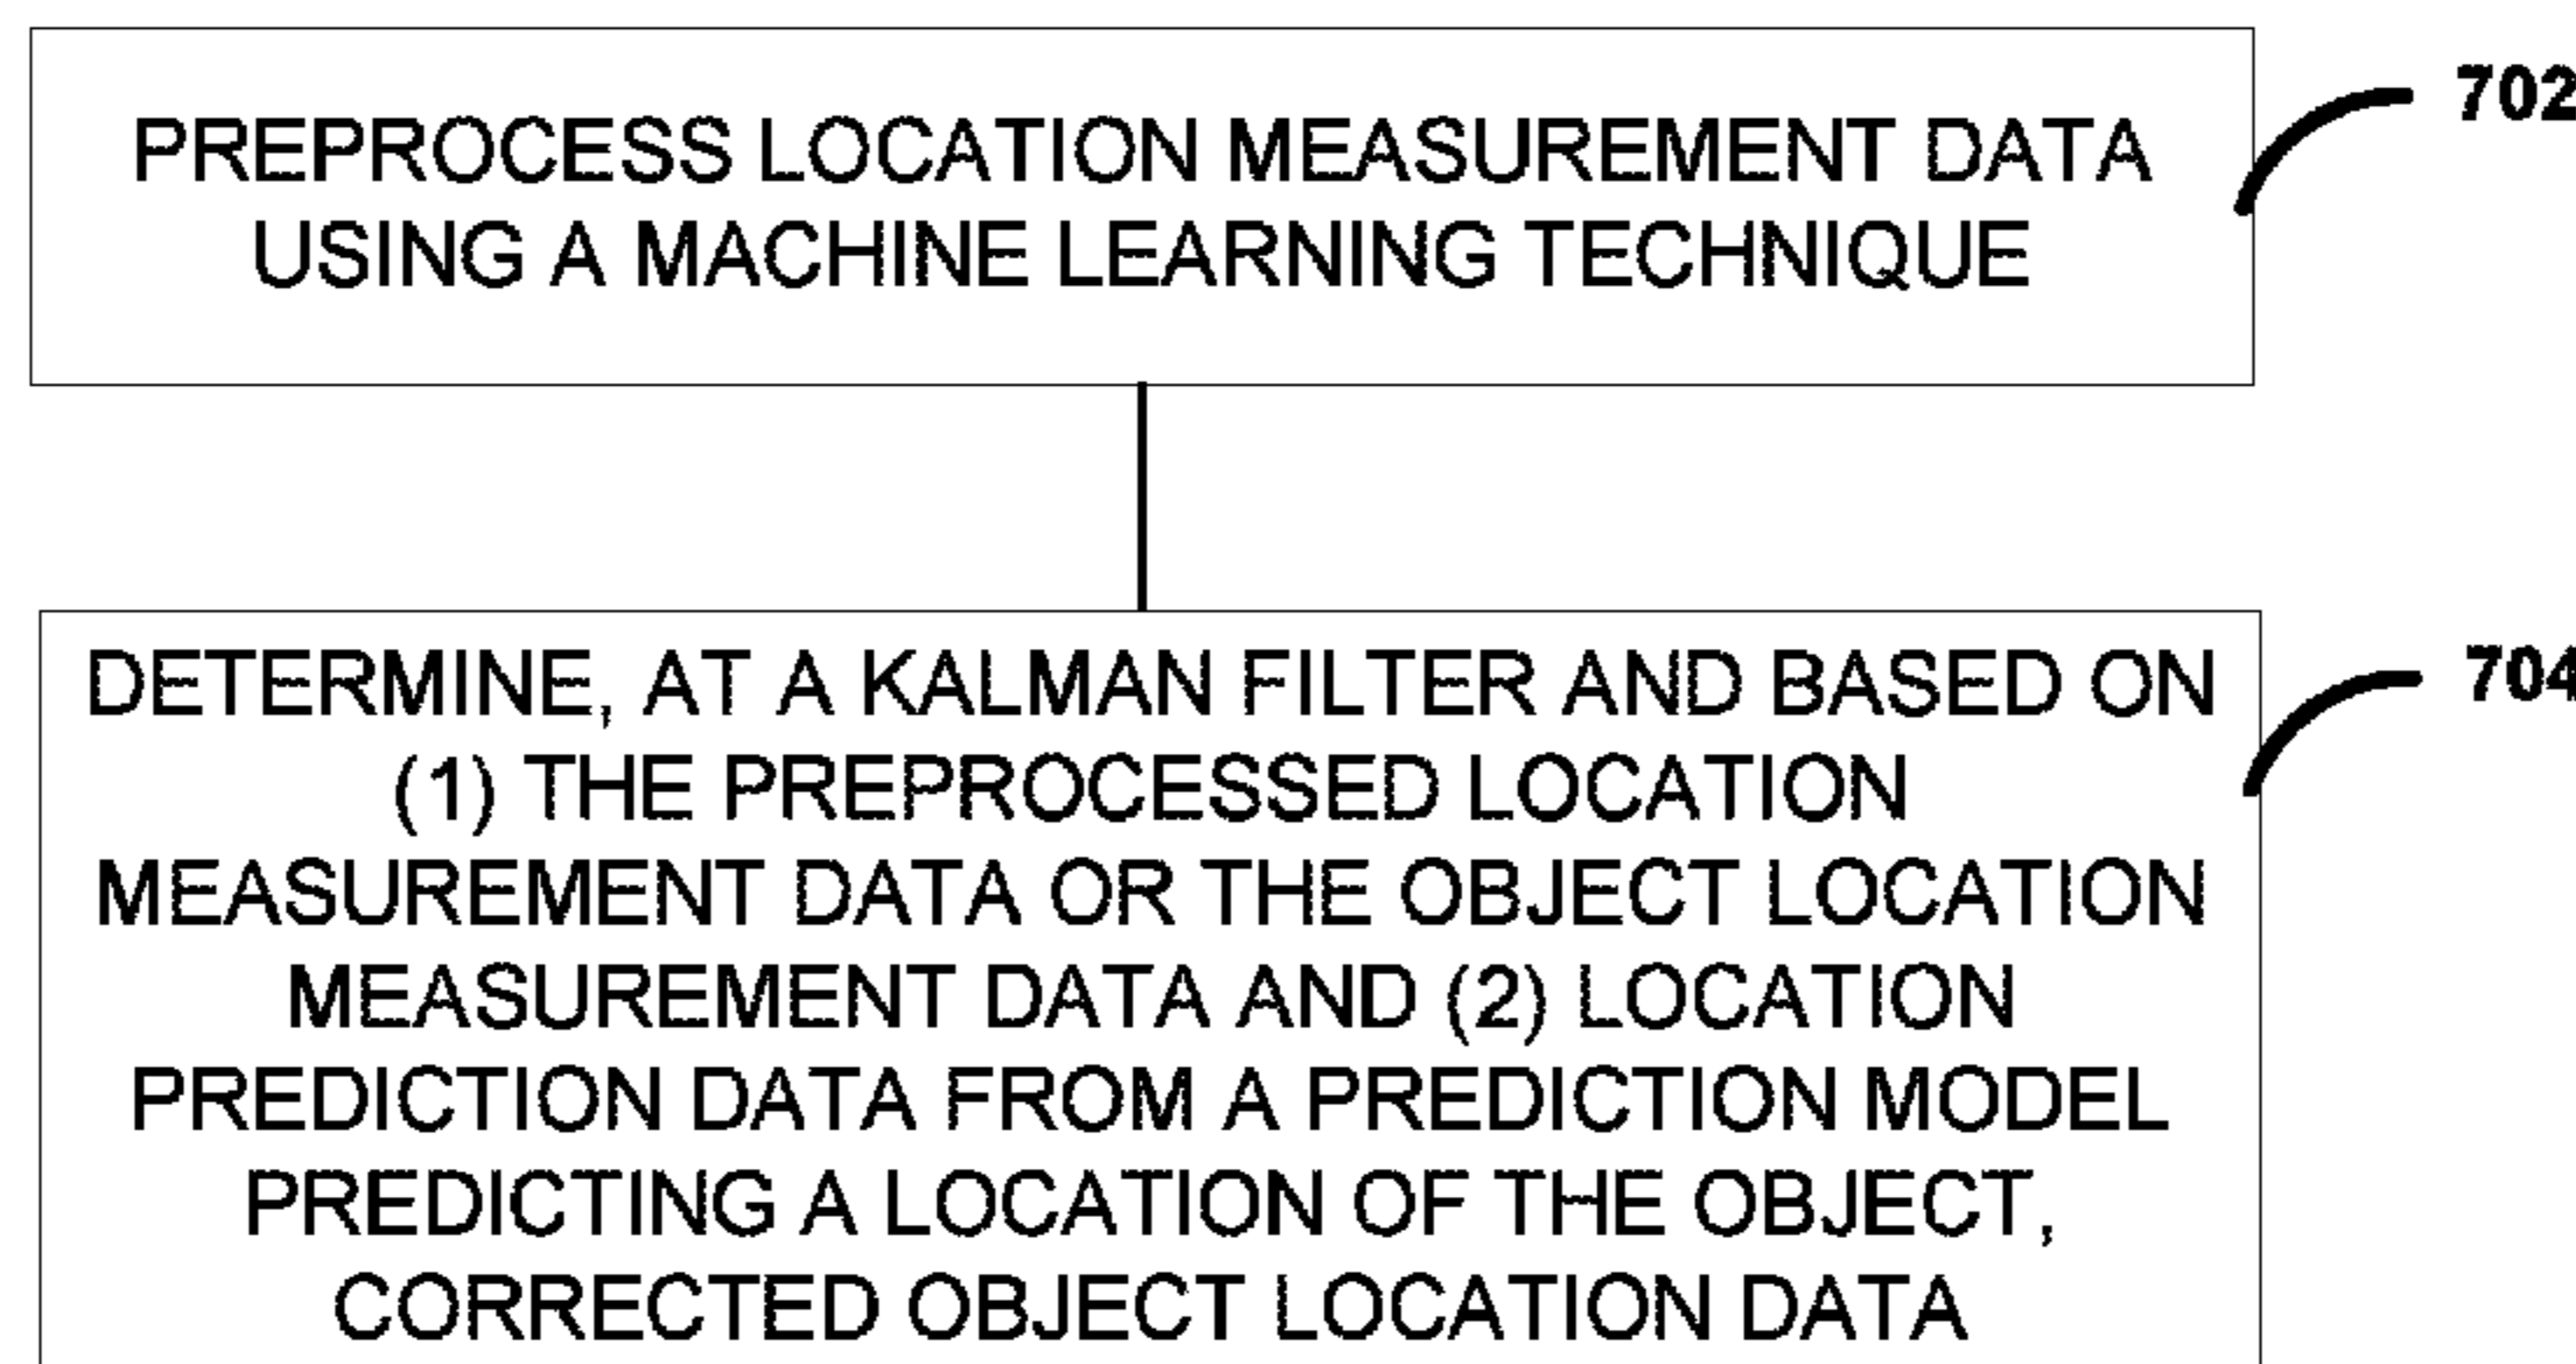 PREPROCESS LOCATION MEASUREMENT DATA
USING A MACHINE LEARNING TECHNIQUE
702
DETERMINE, AT A KALMAN FILTER AND BASED ON
(1) THE PREPROCESSED LOCATION
MEASUREMENT DATA OR THE OBJECT LOCATION
MEASUREMENT DATA AND (2) LOCATION
PREDICTION DATA FROM A PREDICTION MODEL
PREDICTING A LOCATION OF THE OBJECT,
CORRECTED OBJECT LOCATION DATA
704